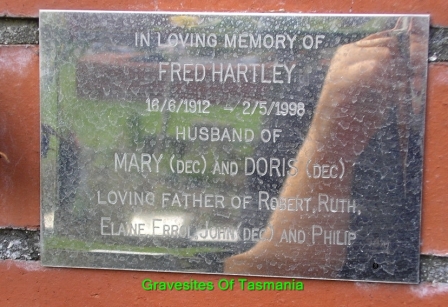 IN LOVING MEMORY OF
FRED HARTLEY
16/6/1912 - 2/5/1998
HUSBAND OF
MARY (DEC) AND DORIS (DEC)
LOVING FATHER OF ROBERT, RUTH,
ELAINE, ERROL, JOHN (DEC) AND PHILIP
Gravesites Of Tasmania